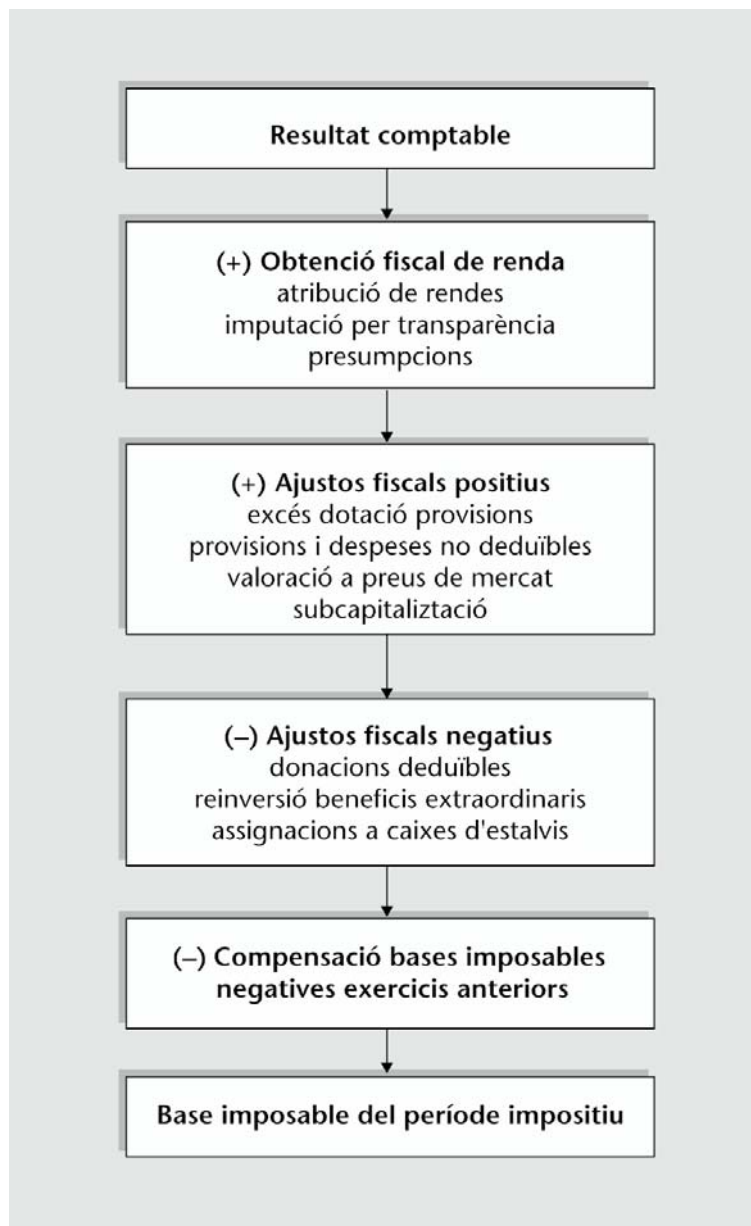 Resultat comptable
(+) Obtenció fiscal de renda
atribució de rendes
imputació per transparència
presumpcions
(+) Ajustos fiscals positius
excés dotació provisions
provisions i despeses no deduïbles
valoració a preus de mercat
subcapitaliztació
(–) Ajustos fiscals negatius
donacions deduïbles
reinversió beneficis extraordinaris
assignacions a caixes d'estalvis
(–) Compensació bases imposables
negatives exercicis anteriors
Base imposable del període impositiu